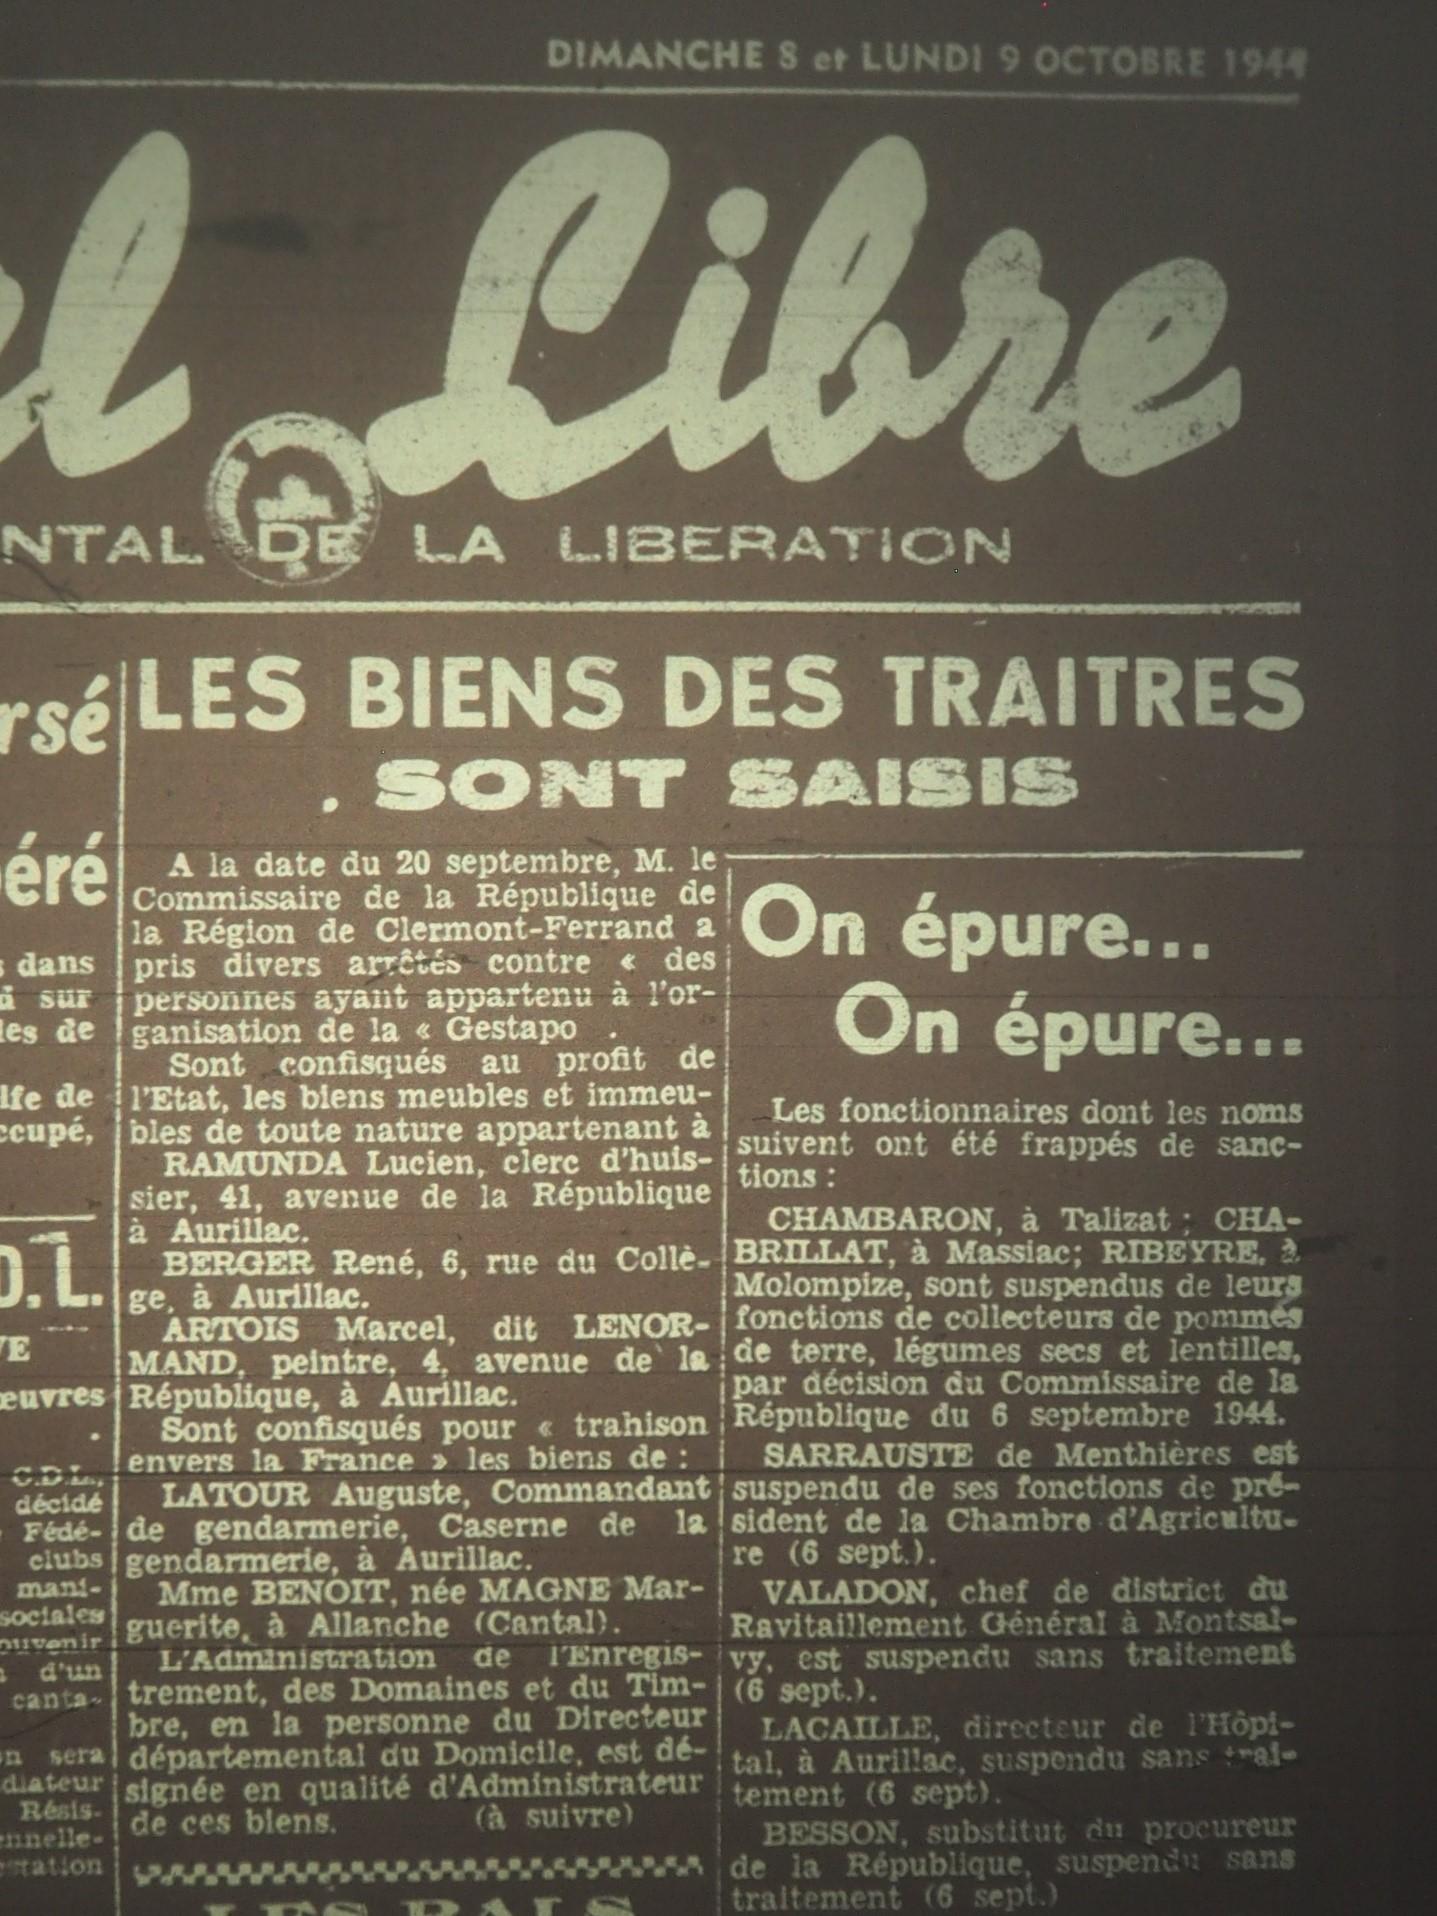 DIMANCHE 8 et LUNDI 9 OCTOBRE 1944
el Libre
NTAL DE LA LIBERATION
rsé
péré
s dans
d sur
les de
lfe de
ccupé,
O.L.
VE
œuvres
.
C.D.L.,
décidé
Fédé-
clubs
mani-
sociales
ouvenir
d'un
canta-
on sera
diateur
Résis-
nnelle-
station
LES BIENS DES TRAITRES
. SONT SAISIS
A la date du 20 septembre, M. le
Commissaire de la République de
la Région de Clermont-Ferrand a
pris divers arrêtés contre « des
personnes ayant appartenu à l'or-
ganisation de la « Gestapo .
Sont confisqués au profit de
l'Etat, les biens meubles et immeu-
bles de toute nature appartenant à
RAMUNDA Lucien, clerc d'huis-
sier, 41, avenue de la République
à Aurillac.
BERGER René, 6, rue du Collè-
ge, à Aurillac.
ARTOIS Marcel, dit LENOR-
MAND, peintre, 4, avenue de la
République, à Aurillac.
Sont confisqués pour « trahison
envers la France » les biens de :
LATOUR Auguste, Commandant
de gendarmerie, Caserne de la
gendarmerie, à Aurillac.
Mme BENOIT, née MAGNE Mar-
guerite, à Allanche (Cantal).
L'Administration de l'Enregis-
trement, des Domaines et du Tim-
bre, en la personne du Directeur
départemental du Domicile, est dé-
signée en qualité d'Administrateur
de ces biens. (à suivre)
LES BALS
On épure...
On épure...
Les fonctionnaires dont les noms
suivent ont été frappés de sanc-
tions :
CHAMBARON, à Talizat ; CHA-
BRILLAT, à Massiac; RIBEYRE, à
Molompize, sont suspendus de leurs
fonctions de collecteurs de pommes
de terre, légumes secs et lentilles,
par décision du Commissaire de la
République du 6 septembre 1944.
SARRAUSTE de Menthières est
suspendu de ses fonctions de pré-
sident de la Chambre d'Agricultu-
re (6 sept.).
VALADON, chef de district du
Ravitaillement Général à Montsal-
vy, est suspendu sans traitement
(6 sept.).
LACAILLE, directeur de l'Hôpi-
tal, à Aurillac, suspendu sans trai-
tement (6 sept).
BESSON, substitut du procureur
de la République, suspendu sans
traitement (6 sept.)